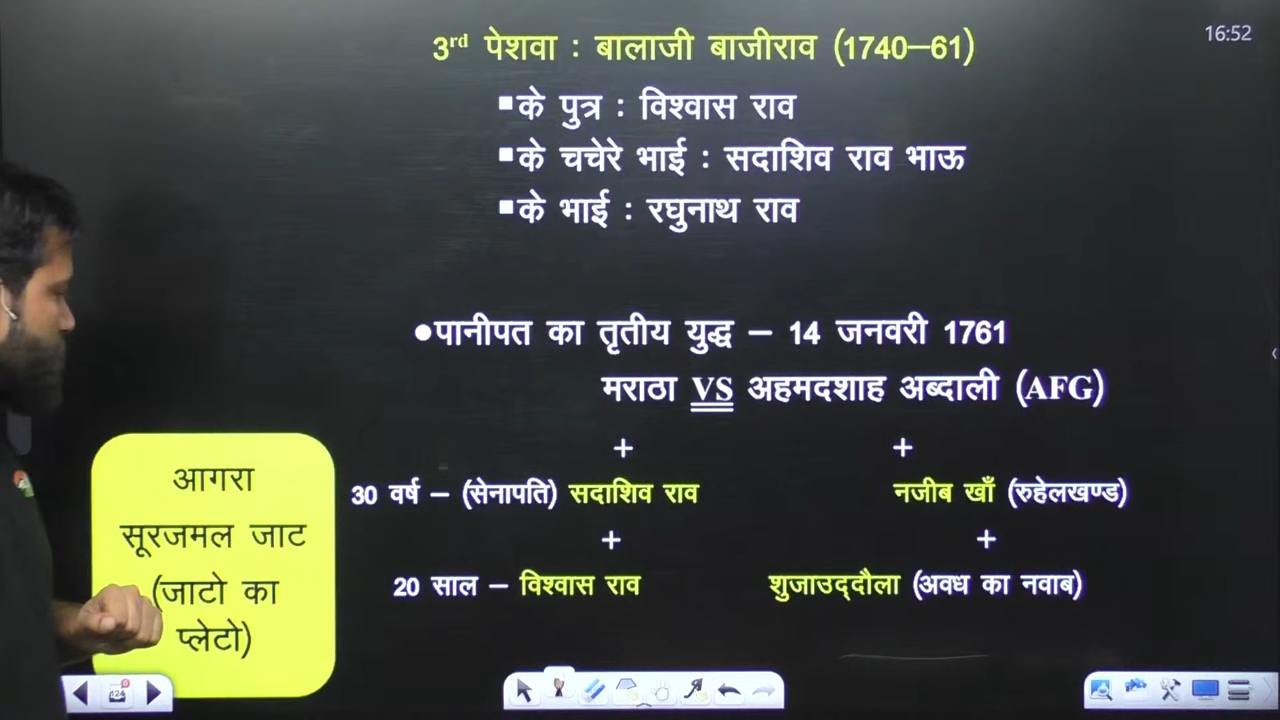 16:52
3rd पेशवा : बालाजी बाजीराव (1740–61)
▪के पुत्र : विश्वास राव
▪के चचेरे भाई : सदाशिव राव भाऊ
▪के भाई : रघुनाथ राव
●पानीपत का तृतीय युद्ध – 14 जनवरी 1761
मराठा VS अहमदशाह अब्दाली (AFG)
+ +
30 वर्ष – (सेनापति) सदाशिव राव नजीब खाँ (रुहेलखण्ड)
+ +
20 साल – विश्वास राव शुजाउद्दौला (अवध का नवाब)
आगरा
सूरजमल जाट
(जाटो का
प्लेटो)
124